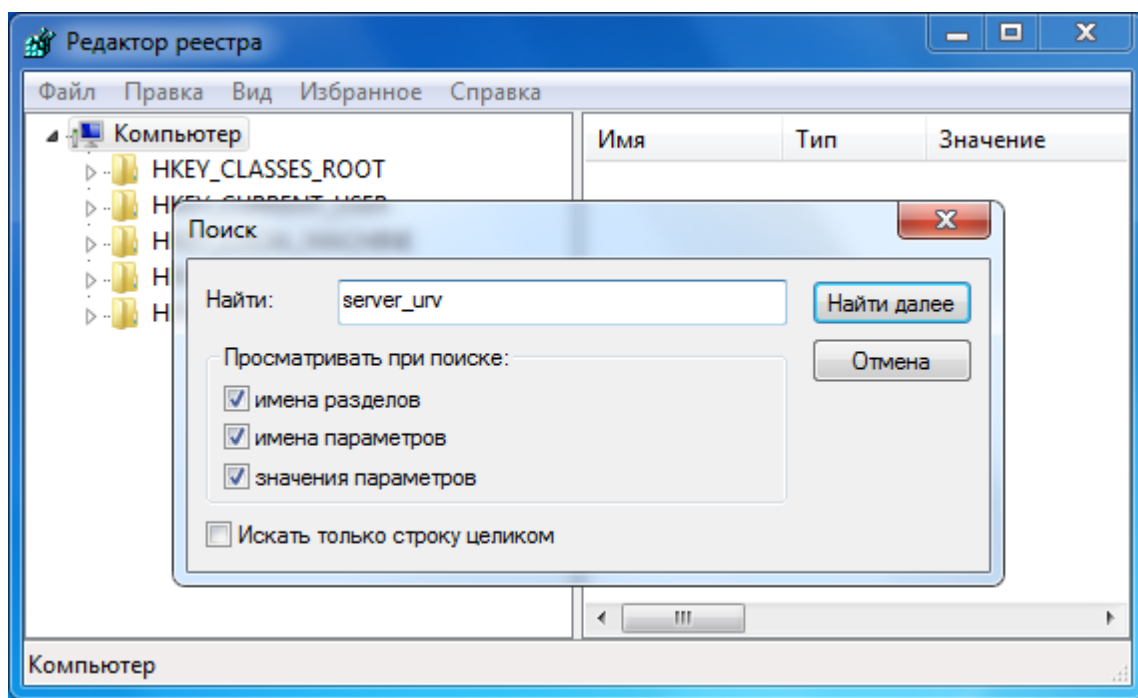 Редактор реестра
Файл Правка Вид Избранное Справка
Компьютер
Имя Тип Значение
HKEY_CLASSES_ROOT
HKEY_CURRENT_USER
Поиск
Найти: server_urv Найти далее
Просматривать при поиске: Отмена
имена разделов
имена параметров
значения параметров
Искать только строку целиком
Компьютер